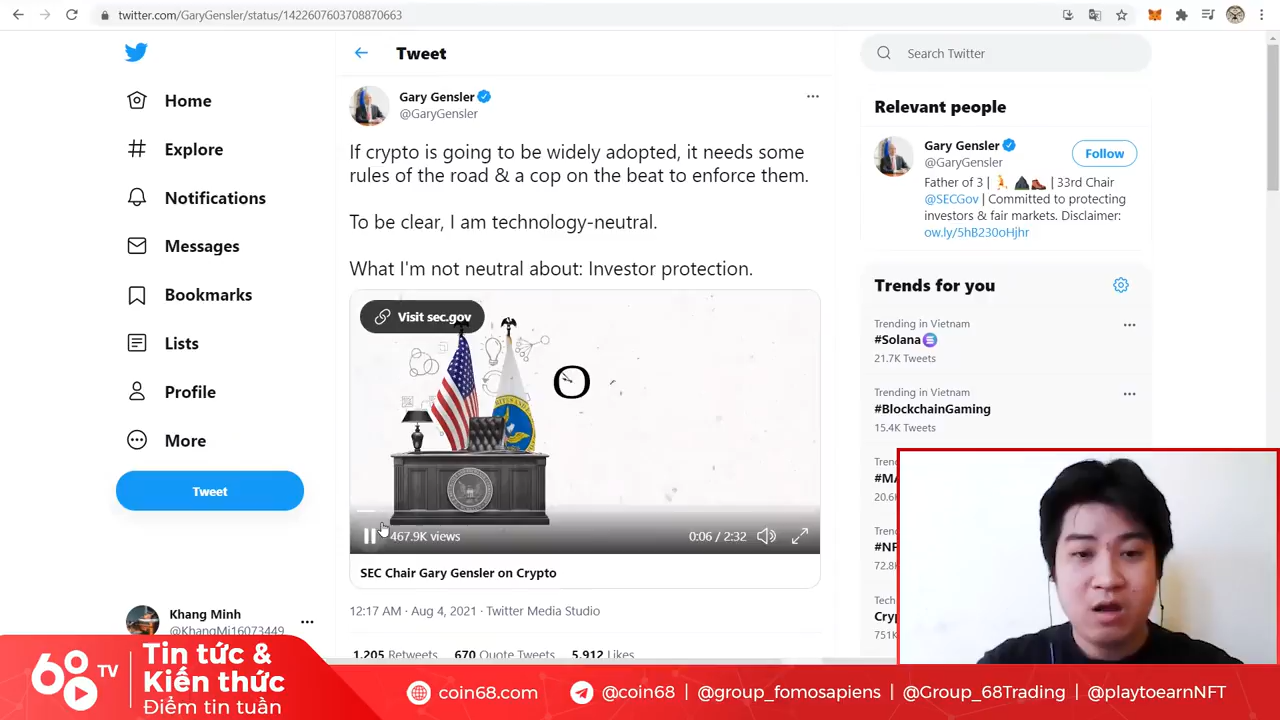 twitter.com/GaryGensler/status/1422607603708870663
Home
Explore
Notifications
Messages
Bookmarks
Lists
Profile
More
Tweet
Khang Minh
@KhangMi16073449
Tweet
Gary Gensler
@GaryGensler
If crypto is going to be widely adopted, it needs some
rules of the road & a cop on the beat to enforce them.
To be clear, I am technology-neutral.
What I'm not neutral about: Investor protection.
Visit sec.gov
O
467.9K views
0:06 / 2:32
SEC Chair Gary Gensler on Crypto
12:17 AM · Aug 4, 2021 · Twitter Media Studio
1,205 Retweets 670 Quote Tweets 5,912 Likes
Search Twitter
Relevant people
Gary Gensler
@GaryGensler
Follow
Father of 3 | | 33rd Chair
@SECGov | Committed to protecting
investors & fair markets. Disclaimer:
ow.ly/5hB230oHjhr
Trends for you
Trending in Vietnam
#Solana
21.7K Tweets
Trending in Vietnam
#BlockchainGaming
15.4K Tweets
68 TV
Tin tức &
Kiến thức
Điểm tin tuần
coin68.com
@coin68 | @group_fomosapiens | @Group_68Trading | @playtoearnNFT